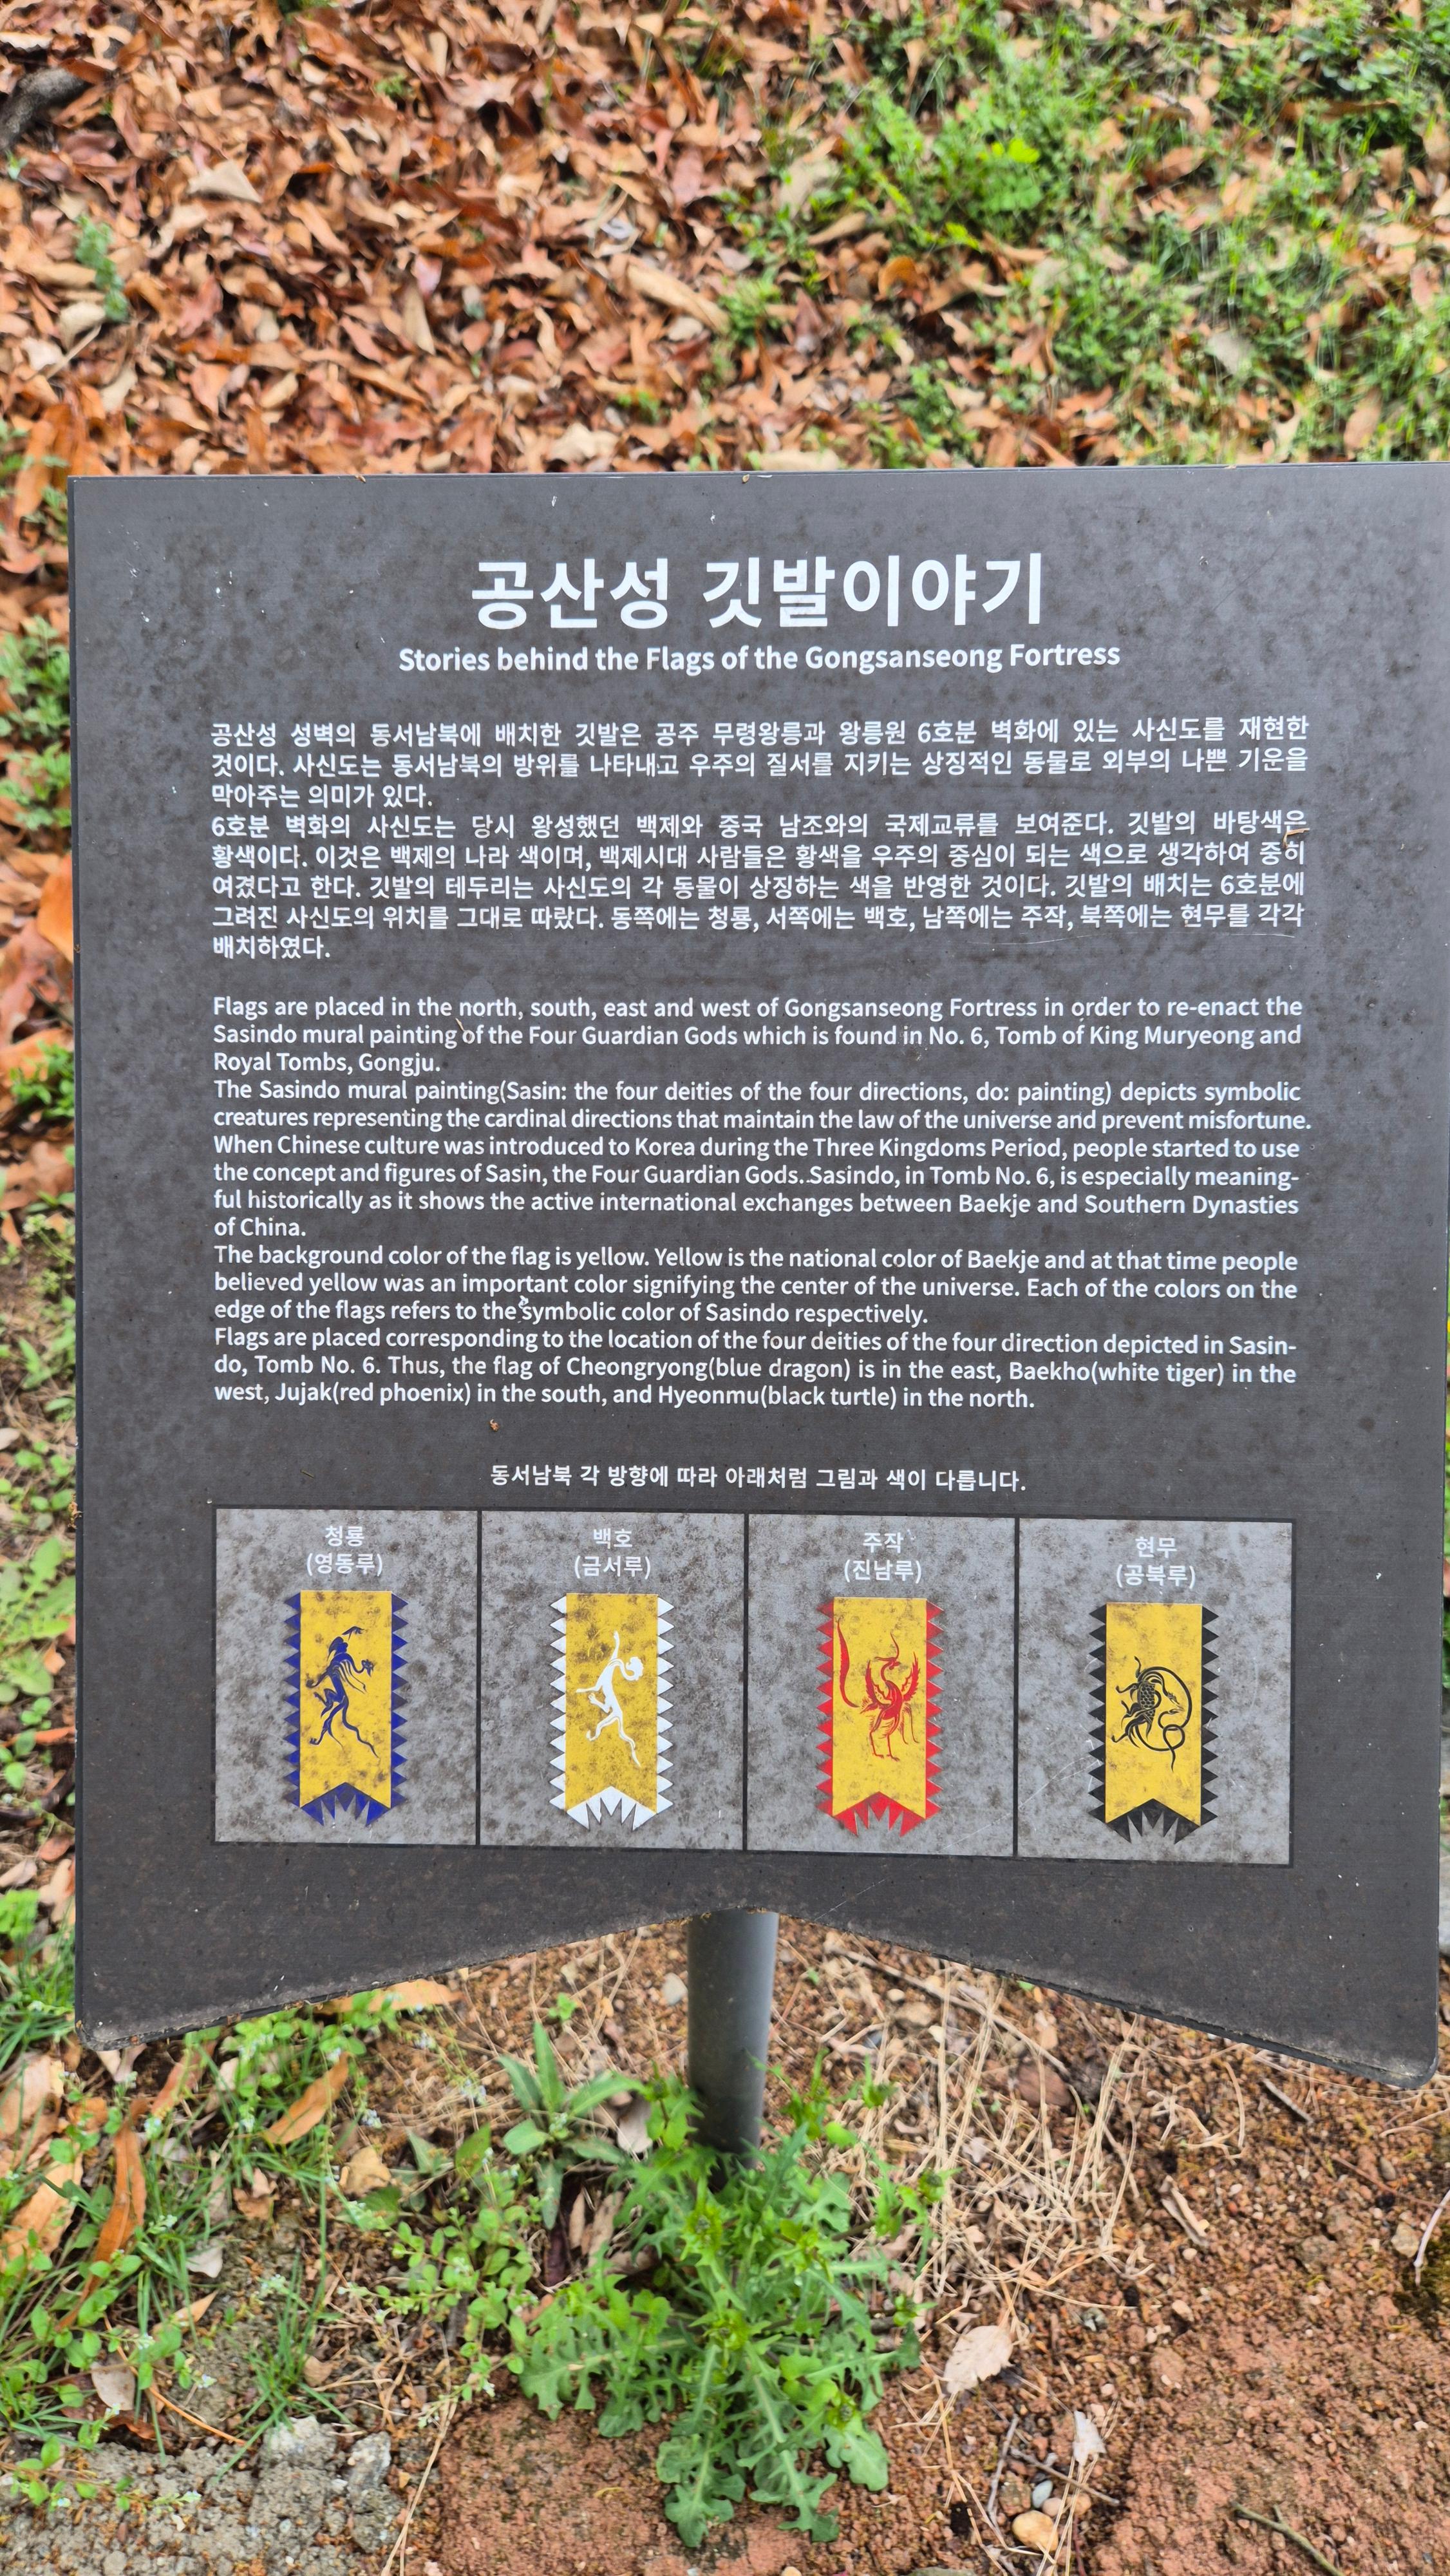 공산성 깃발이야기
Stories behind the Flags of the Gongsanseong Fortress
공산성 성벽의 동서남북에 배치한 깃발은 공주 무령왕릉과 왕릉원 6호분 벽화에 있는 사신도를 재현한
것이다. 사신도는 동서남북의 방위를 나타내고 우주의 질서를 지키는 상징적인 동물로 외부의 나쁜 기운을
막아주는 의미가 있다.
6호분 벽화의 사신도는 당시 왕성했던 백제와 중국 남조와의 국제교류를 보여준다. 깃발의 바탕색은
황색이다. 이것은 백제의 나라 색이며, 백제시대 사람들은 황색을 우주의 중심이 되는 색으로 생각하여 중히
여겼다고 한다. 깃발의 테두리는 사신도의 각 동물이 상징하는 색을 반영한 것이다. 깃발의 배치는 6호분에
그려진 사신도의 위치를 그대로 따랐다. 동쪽에는 청룡, 서쪽에는 백호, 남쪽에는 주작, 북쪽에는 현무를 각각
배치하였다.
Flags are placed in the north, south, east and west of Gongsanseong Fortress in order to re-enact the
Sasindo mural painting of the Four Guardian Gods which is found in No. 6, Tomb of King Muryeong and
Royal Tombs, Gongju.
The Sasindo mural painting(Sasin: the four deities of the four directions, do: painting) depicts symbolic
creatures representing the cardinal directions that maintain the law of the universe and prevent misfortune.
When Chinese culture was introduced to Korea during the Three Kingdoms Period, people started to use
the concept and figures of Sasin, the Four Guardian Gods..Sasindo, in Tomb No. 6, is especially meaning-
ful historically as it shows the active international exchanges between Baekje and Southern Dynasties
of China.
The background color of the flag is yellow. Yellow is the national color of Baekje and at that time people
believed yellow was an important color signifying the center of the universe. Each of the colors on the
edge of the flags refers to the symbolic color of Sasindo respectively.
Flags are placed corresponding to the location of the four deities of the four direction depicted in Sasin-
do, Tomb No. 6. Thus, the flag of Cheongryong(blue dragon) is in the east, Baekho(white tiger) in the
west, Jujak(red phoenix) in the south, and Hyeonmu(black turtle) in the north.
동서남북 각 방향에 따라 아래처럼 그림과 색이 다릅니다.
청룡
(영동루)
백호
(금서루)
주작
(진남루)
현무
(공북루)